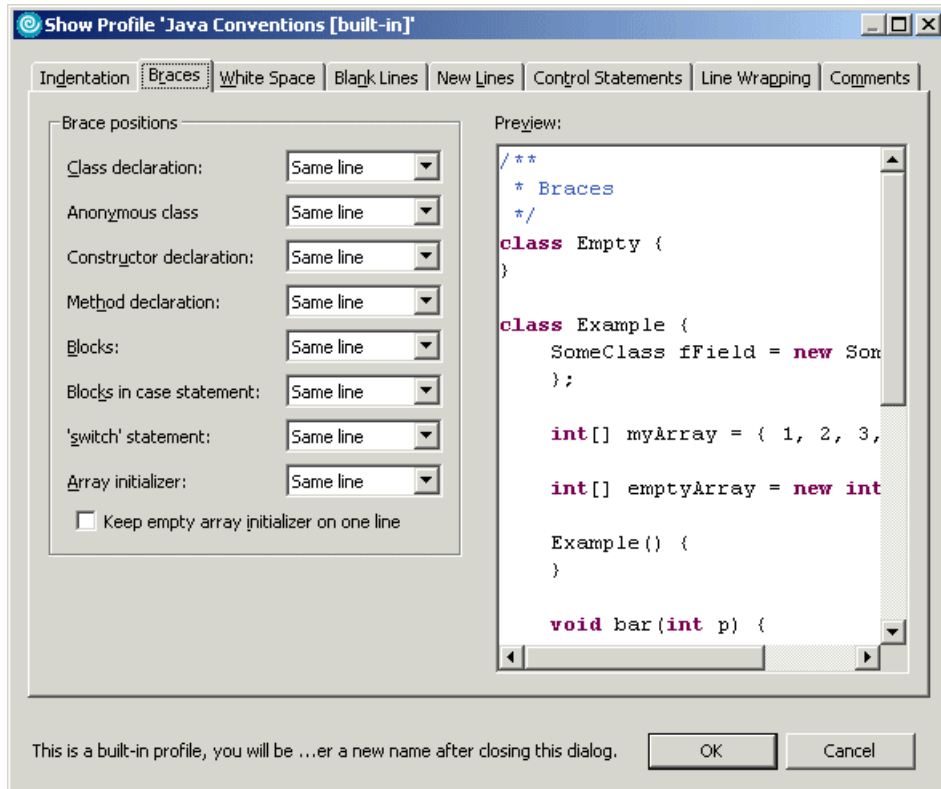 Show Profile 'Java Conventions [built-in]'
Indentation Braces White Space Blank Lines New Lines Control Statements Line Wrapping Comments
Brace positions
Class declaration: Same line
Anonymous class Same line
Constructor declaration: Same line
Method declaration: Same line
Blocks: Same line
Blocks in case statement: Same line
'switch' statement: Same line
Array initializer: Same line
Keep empty array initializer on one line
Preview:
/**
 * Braces
 */
class Empty {
}
class Example {
    SomeClass fField = new Som
    };
    int[] myArray = { 1, 2, 3,
    int[] emptyArray = new int
    Example() {
    }
    void bar(int p) {
This is a built-in profile, you will be ...er a new name after closing this dialog.
OK Cancel